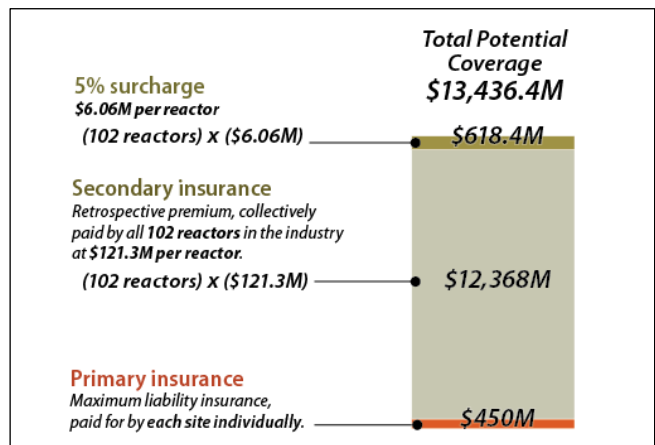 Total Potential
Coverage
$13,436.4M
5% surcharge
$6.06M per reactor
(102 reactors) x ($6.06M)
$618.4M
Secondary insurance
Retrospective premium, collectively
paid by all 102 reactors in the industry
at $121.3M per reactor.
(102 reactors) x ($121.3M)
$12,368M
Primary insurance
Maximum liability insurance,
paid for by each site individually.
$450M